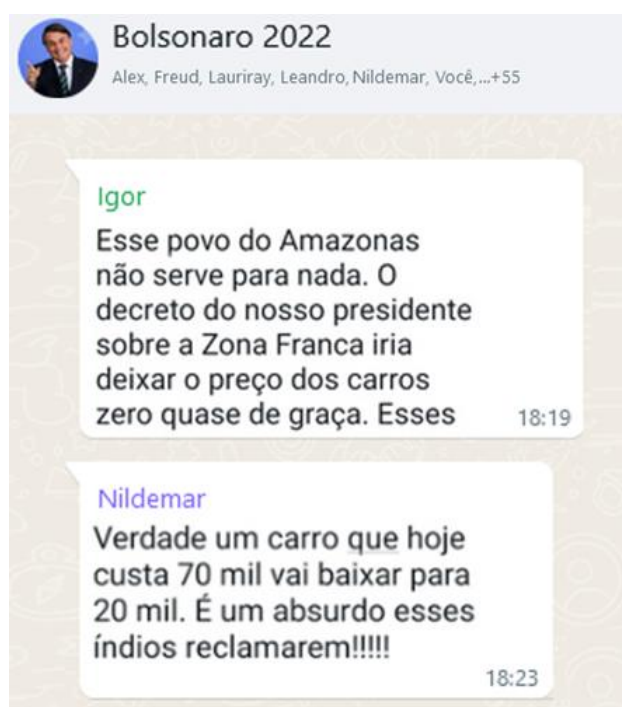 Bolsonaro 2022
Alex, Freud, Lauriray, Leandro, Nildemar, Você,...+55
Igor
Esse povo do Amazonas
não serve para nada. O
decreto do nosso presidente
sobre a Zona Franca iria
deixar o preço dos carros
zero quase de graça. Esses
18:19
Nildemar
Verdade um carro que hoje
custa 70 mil vai baixar para
20 mil. É um absurdo esses
índios reclamarem!!!!!
18:23